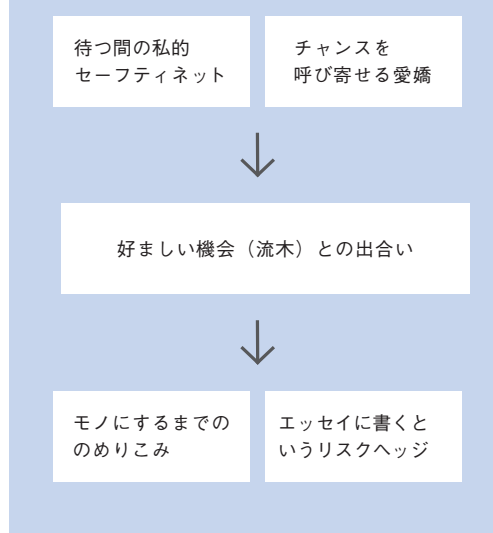 待つ間の私的
セーフティネット
チャンスを
呼び寄せる愛嬌
好ましい機会（流木）との出合い
モノにするまでの
のめりこみ
エッセイに書くと
いうリスクヘッジ